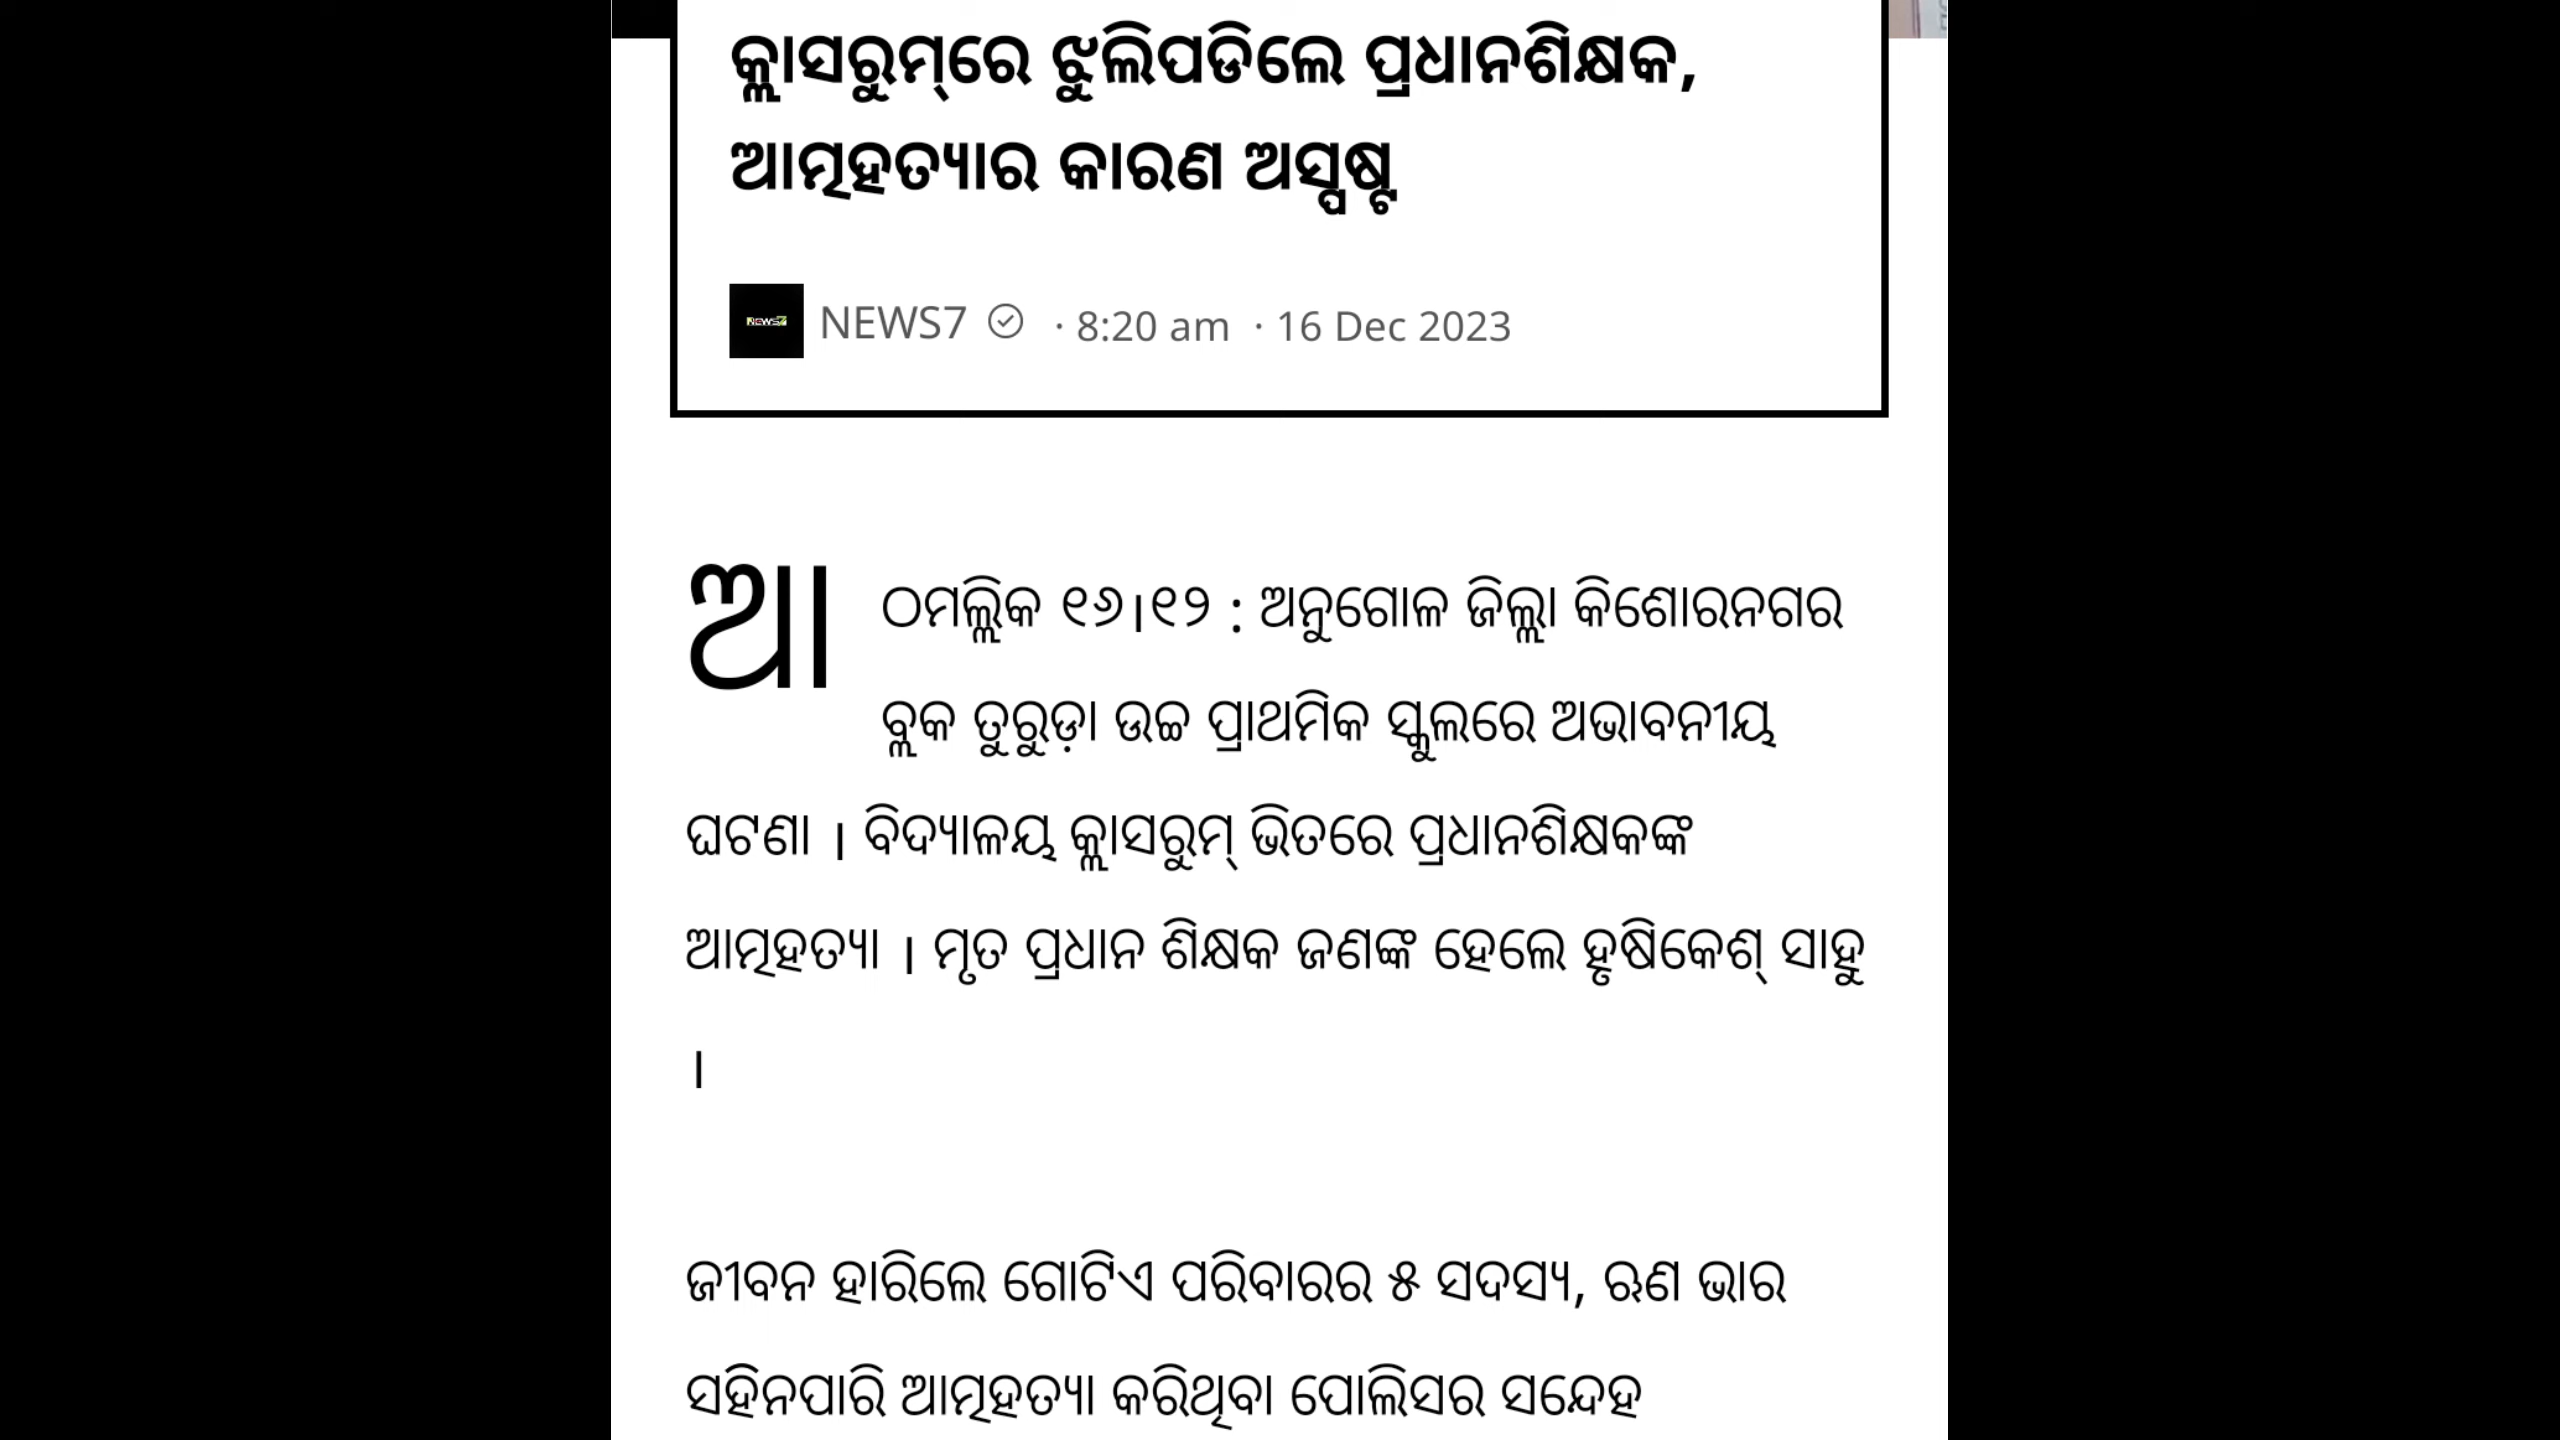 କ୍ଲାସରୁମ୍‌ରେ ଝୁଲିପଡିଲେ ପ୍ରଧାନଶିକ୍ଷକ,
ଆତ୍ମହତ୍ୟାର କାରଣ ଅସ୍ପଷ୍ଟ
NEWS7 · 8:20 am · 16 Dec 2023
ଆଠମଲ୍ଲିକ ୧୬।୧୨ : ଅନୁଗୋଳ ଜିଲ୍ଲା କିଶୋରନଗର
ବ୍ଲକ ତୁରୁଡ଼ା ଉଚ୍ଚ ପ୍ରାଥମିକ ସ୍କୁଲରେ ଅଭାବନୀୟ
ଘଟଣା । ବିଦ୍ୟାଳୟ କ୍ଲାସରୁମ୍ ଭିତରେ ପ୍ରଧାନଶିକ୍ଷକଙ୍କ
ଆତ୍ମହତ୍ୟା । ମୃତ ପ୍ରଧାନ ଶିକ୍ଷକ ଜଣଙ୍କ ହେଲେ ହୃଷିକେଶ୍ ସାହୁ
।
ଜୀବନ ହାରିଲେ ଗୋଟିଏ ପରିବାରର ୫ ସଦସ୍ୟ, ଋଣ ଭାର
ସହିନପାରି ଆତ୍ମହତ୍ୟା କରିଥିବା ପୋଲିସର ସନ୍ଦେହ